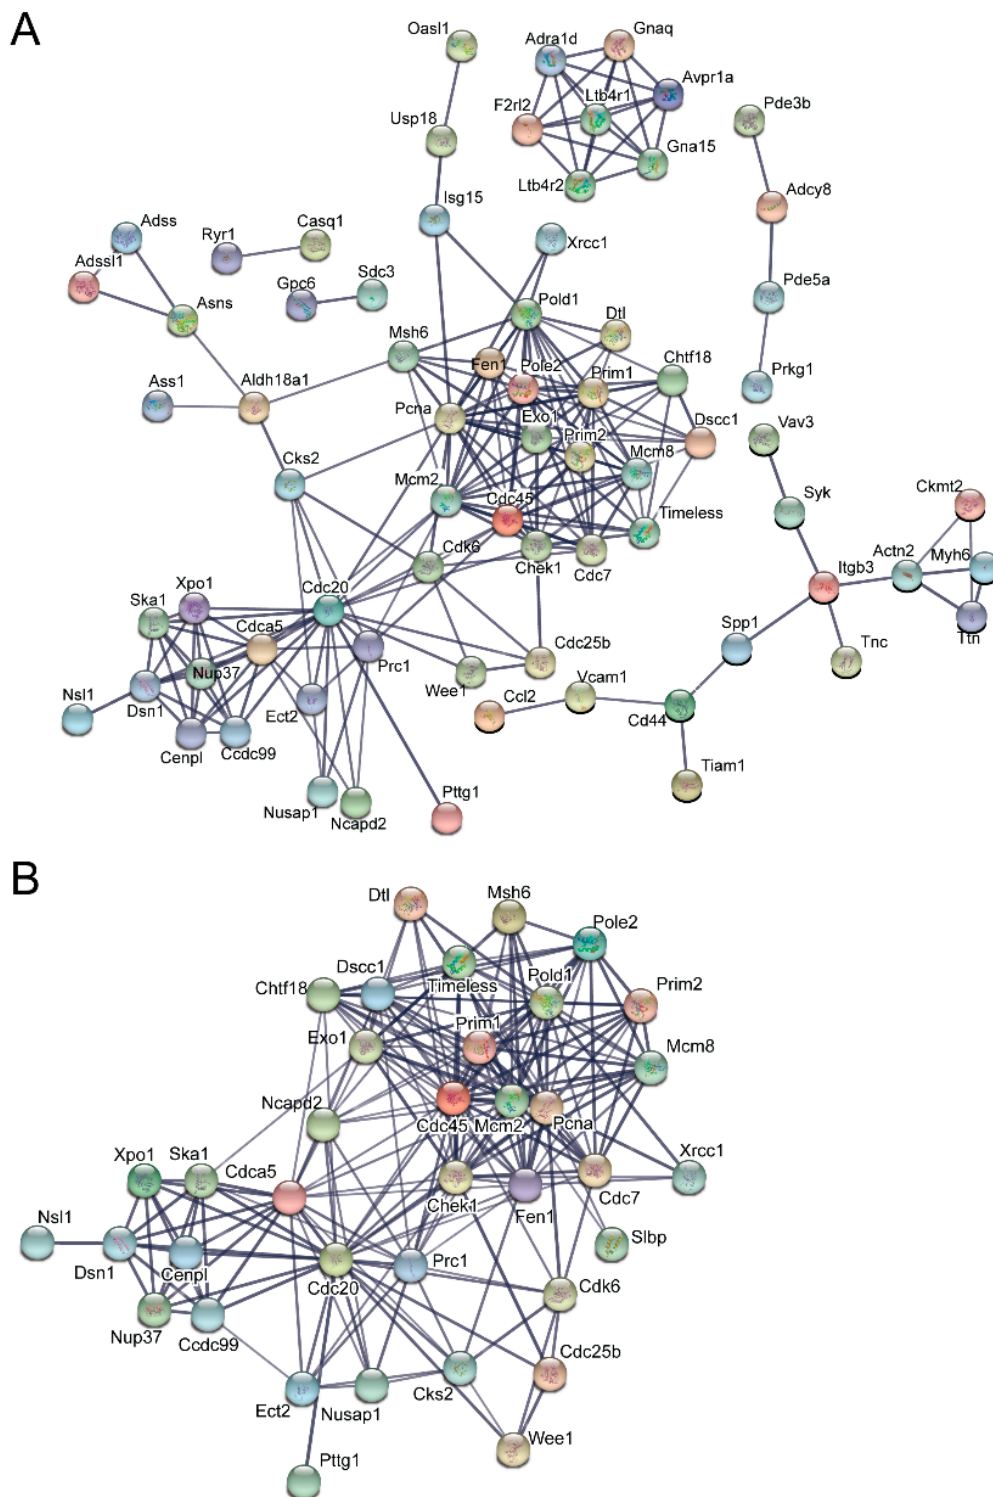 A
Oasl1
Adra1d
Gnaq
Avpr1a
Usp18
F2rl2
Ltb4r1
Pde3b
Gna15
Ltb4r2
Isg15
Adcy8
Adss
Ryr1
Casq1
Xrcc1
Adssl1
Gpc6
Sdc3
Pde5a
Asns
Pold1
Dtl
Msh6
Fen1
Pole2
Prim1
Chtf18
Prkg1
Ass1
Aldh18a1
Pcna
Exo1
Dscc1
Vav3
Prim2
Mcm8
Cks2
Mcm2
Cdc45
Syk
Ckmt2
Timeless
Cdk6
Chek1
Cdc7
Itgb3
Actn2
Myh6
Xpo1
Ska1
Cdc20
Cdca5
Spp1
Tnc
Ttn
Nup37
Prc1
Cdc25b
Wee1
Vcam1
Nsl1
Dsn1
Ect2
Ccl2
Cd44
Cenpl
Ccdc99
Tiam1
Pttg1
Nusap1
Ncapd2
B
Dtl
Msh6
Pole2
Chtf18
Dscc1
Timeless
Pold1
Prim2
Exo1
Prim1
Mcm8
Ncapd2
Cdc45
Mcm2
Pcna
Xpo1
Ska1
Cdca5
Xrcc1
Chek1
Fen1
Cdc7
Nsl1
Slbp
Dsn1
Cenpl
Cdc20
Prc1
Cdk6
Nup37
Ccdc99
Cdc25b
Ect2
Nusap1
Cks2
Wee1
Pttg1